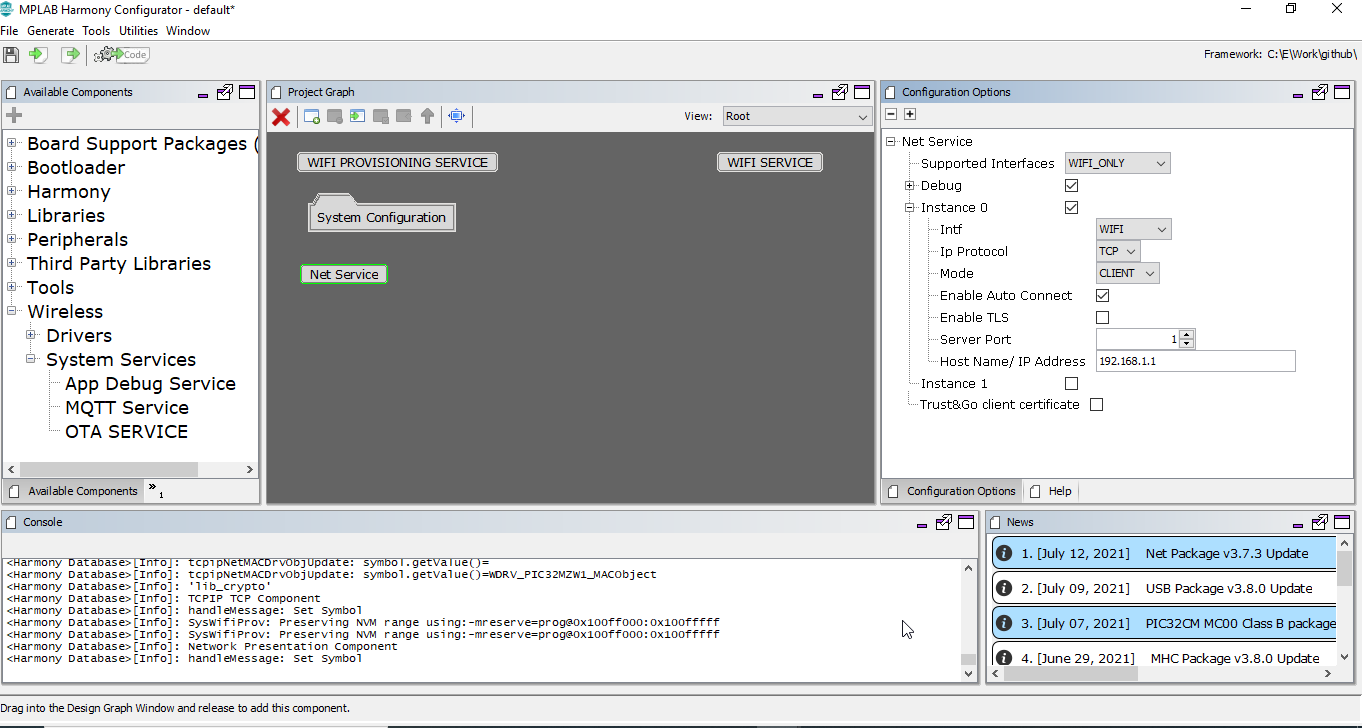 MPLAB Harmony Configurator - default*
File Generate Tools Utilities Window
Code
Framework: C:\E\Work\github\
Available Components
Board Support Packages (
Bootloader
Harmony
Libraries
Peripherals
Third Party Libraries
Tools
Wireless
Drivers
System Services
App Debug Service
MQTT Service
OTA SERVICE
Available Components
1
Project Graph
View: Root
WIFI PROVISIONING SERVICE
WIFI SERVICE
System Configuration
Net Service
Configuration Options
Net Service
Supported Interfaces WIFI_ONLY
Debug
Instance 0
Intf WIFI
Ip Protocol TCP
Mode CLIENT
Enable Auto Connect
Enable TLS
Server Port 1
Host Name/ IP Address 192.168.1.1
Instance 1
Trust&Go client certificate
Configuration Options Help
Console
<Harmony Database>[Info]: tcpipNetMACDrvObjUpdate: symbol.getValue()=
<Harmony Database>[Info]: tcpipNetMACDrvObjUpdate: symbol.getValue()=WDRV_PIC32MZW1_MACObject
<Harmony Database>[Info]: 'lib_crypto'
<Harmony Database>[Info]: TCPIP TCP Component
<Harmony Database>[Info]: handleMessage: Set Symbol
<Harmony Database>[Info]: SysWifiProv: Preserving NVM range using:-mreserve=prog@0x100ff000:0x100fffff
<Harmony Database>[Info]: SysWifiProv: Preserving NVM range using:-mreserve=prog@0x100ff000:0x100fffff
<Harmony Database>[Info]: Network Presentation Component
<Harmony Database>[Info]: handleMessage: Set Symbol
News
1. [July 12, 2021] Net Package v3.7.3 Update
2. [July 09, 2021] USB Package v3.8.0 Update
3. [July 07, 2021] PIC32CM MC00 Class B package
4. [June 29, 2021] MHC Package v3.8.0 Update
Drag into the Design Graph Window and release to add this component.